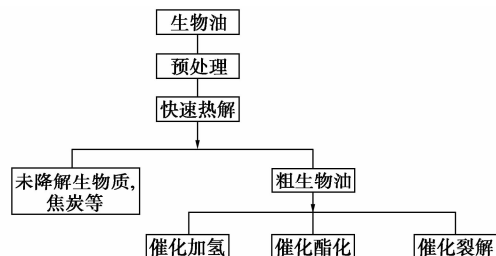 生物油
预处理
快速热解
未降解生物质,
焦炭等
粗生物油
催化加氢
催化酯化
催化裂解